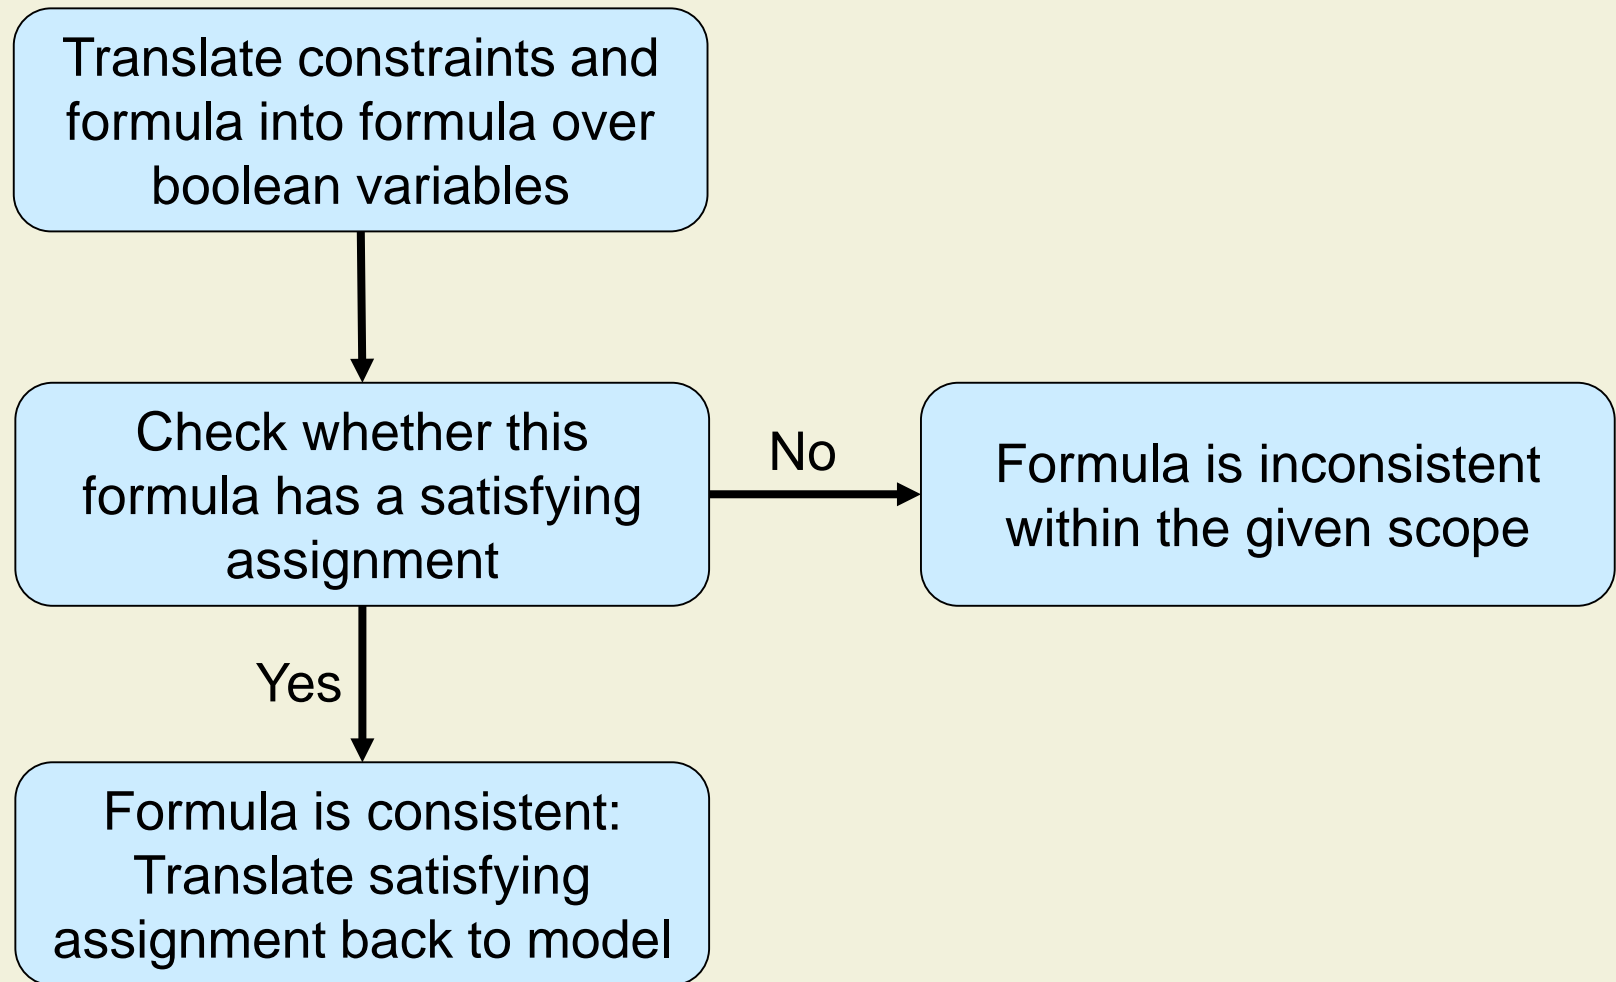 Translate constraints and
formula into formula over
boolean variables
Check whether this
formula has a satisfying
assignment
No
Formula is inconsistent
within the given scope
Yes
Formula is consistent:
Translate satisfying
assignment back to model